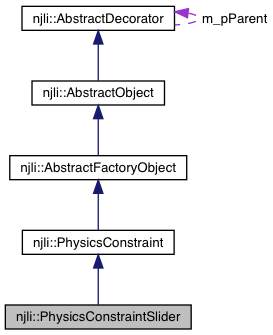 njli::AbstractDecorator
m_pParent
njli::AbstractObject
njli::AbstractFactoryObject
njli::PhysicsConstraint
njli::PhysicsConstraintSlider